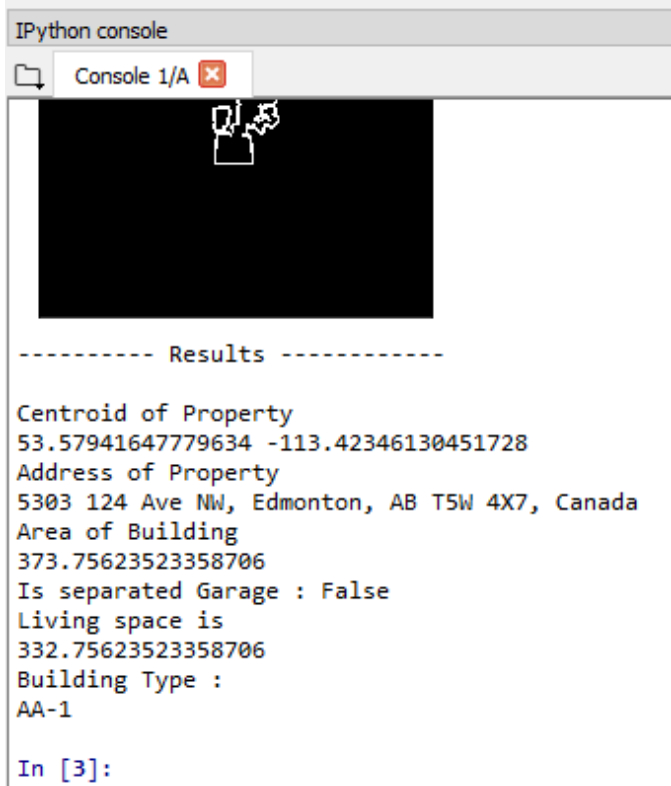 IPython console
Console 1/A
---------- Results ------------
Centroid of Property
53.57941647779634 -113.42346130451728
Address of Property
5303 124 Ave NW, Edmonton, AB T5W 4X7, Canada
Area of Building
373.75623523358706
Is separated Garage : False
Living space is
332.75623523358706
Building Type :
AA-1
In [3]: